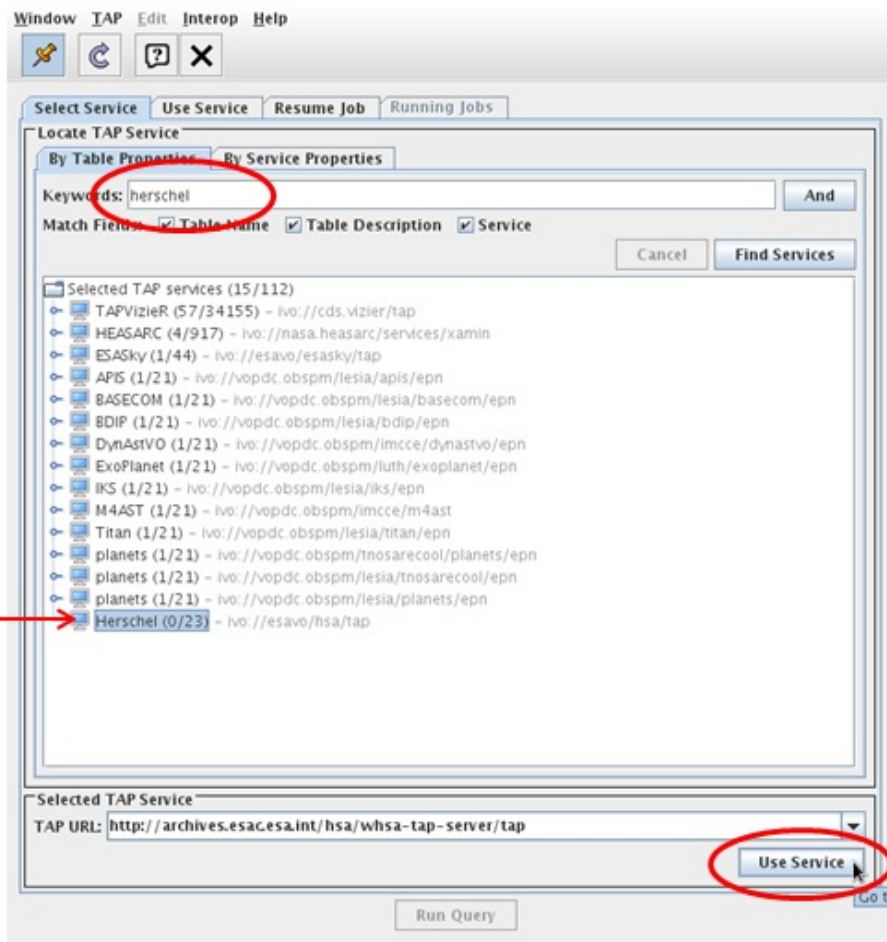 Window TAP Edit Interop Help
Select Service Use Service Resume Job Running Jobs
Locate TAP Service
By Table Properties By Service Properties
Keywords: herschel And
Match Fields: Table Name Table Description Service
Cancel Find Services
Selected TAP services (15/112)
TAPVizieR (57/34155) - ivo://cds.vizier/tap
HEASARC (4/917) - ivo://nasa.heasarc/services/xamin
ESASky (1/44) - ivo://esavo/esasky/tap
APIS (1/21) - ivo://vopdc.obspm/lesia/apis/epn
BASECOM (1/21) - ivo://vopdc.obspm/lesia/basecom/epn
BDIP (1/21) - ivo://vopdc.obspm/lesia/bdip/epn
DynAstVO (1/21) - ivo://vopdc.obspm/imcce/dynastvo/epn
ExoPlanet (1/21) - ivo://vopdc.obspm/luth/exoplanet/epn
IKS (1/21) - ivo://vopdc.obspm/lesia/iks/epn
M4AST (1/21) - ivo://vopdc.obspm/imcce/m4ast
Titan (1/21) - ivo://vopdc.obspm/lesia/titan/epn
planets (1/21) - ivo://vopdc.obspm/tnosarecool/planets/epn
planets (1/21) - ivo://vopdc.obspm/lesia/tnosarecool/epn
planets (1/21) - ivo://vopdc.obspm/lesia/planets/epn
Herschel (0/23) - ivo://esavo/hsa/tap
Selected TAP Service
TAP URL: http://archives.esac.esa.int/hsa/whsa-tap-server/tap
Use Service
Go t
Run Query